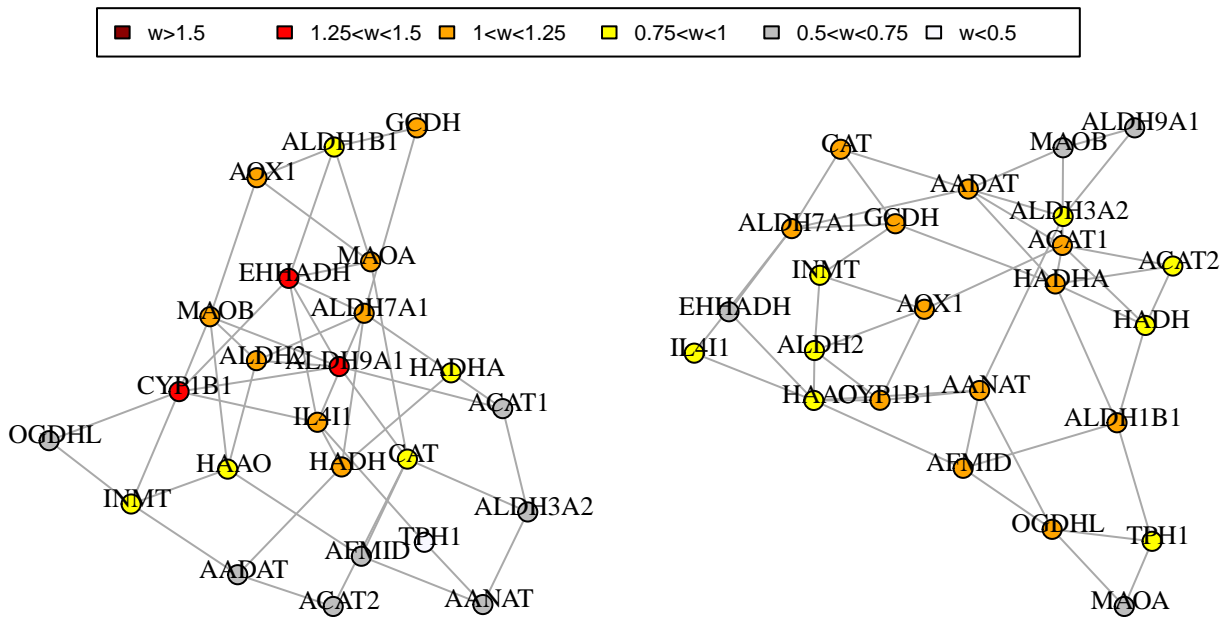 w>1.5 1.25<w<1.5 1<w<1.25 0.75<w<1 0.5<w<0.75 w<0.5
GCDH
ALDH1B1
AOX1
MAOA
EHHADH
MAOB
ALDH7A1
ALDH2
ALDH9A1
HADHA
CYP1B1
ACAT1
IL4I1
OGDHL
HAAO
HADH
CAT
INMT
ALDH3A2
TPH1
AFMID
AADAT
ACAT2
AANAT
ALDH9A1
MAOB
CAT
AADAT
ALDH7A1
GCDH
ALDH3A2
ACAT1
ACAT2
INMT
HADHA
EHHADH
AOX1
HADH
IL4I1
ALDH2
HAAO
CYP1B1
AANAT
ALDH1B1
AFMID
OGDHL
TPH1
MAOA